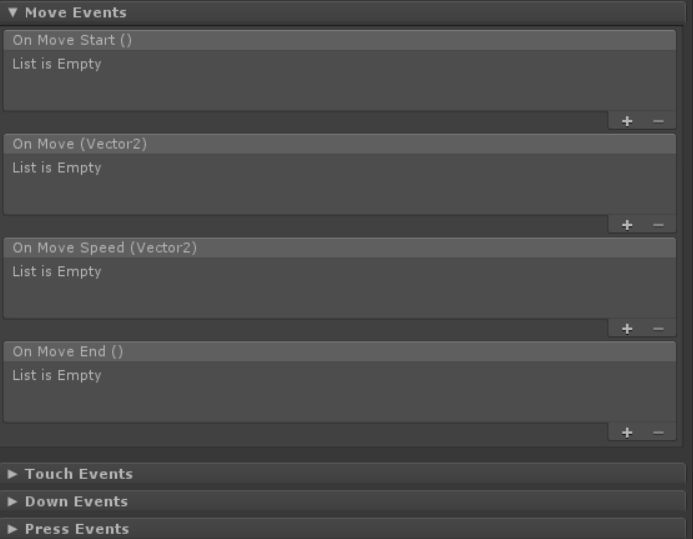 Move Events
On Move Start ()
List is Empty
On Move (Vector2)
List is Empty
On Move Speed (Vector2)
List is Empty
On Move End ()
List is Empty
Touch Events
Down Events
Press Events